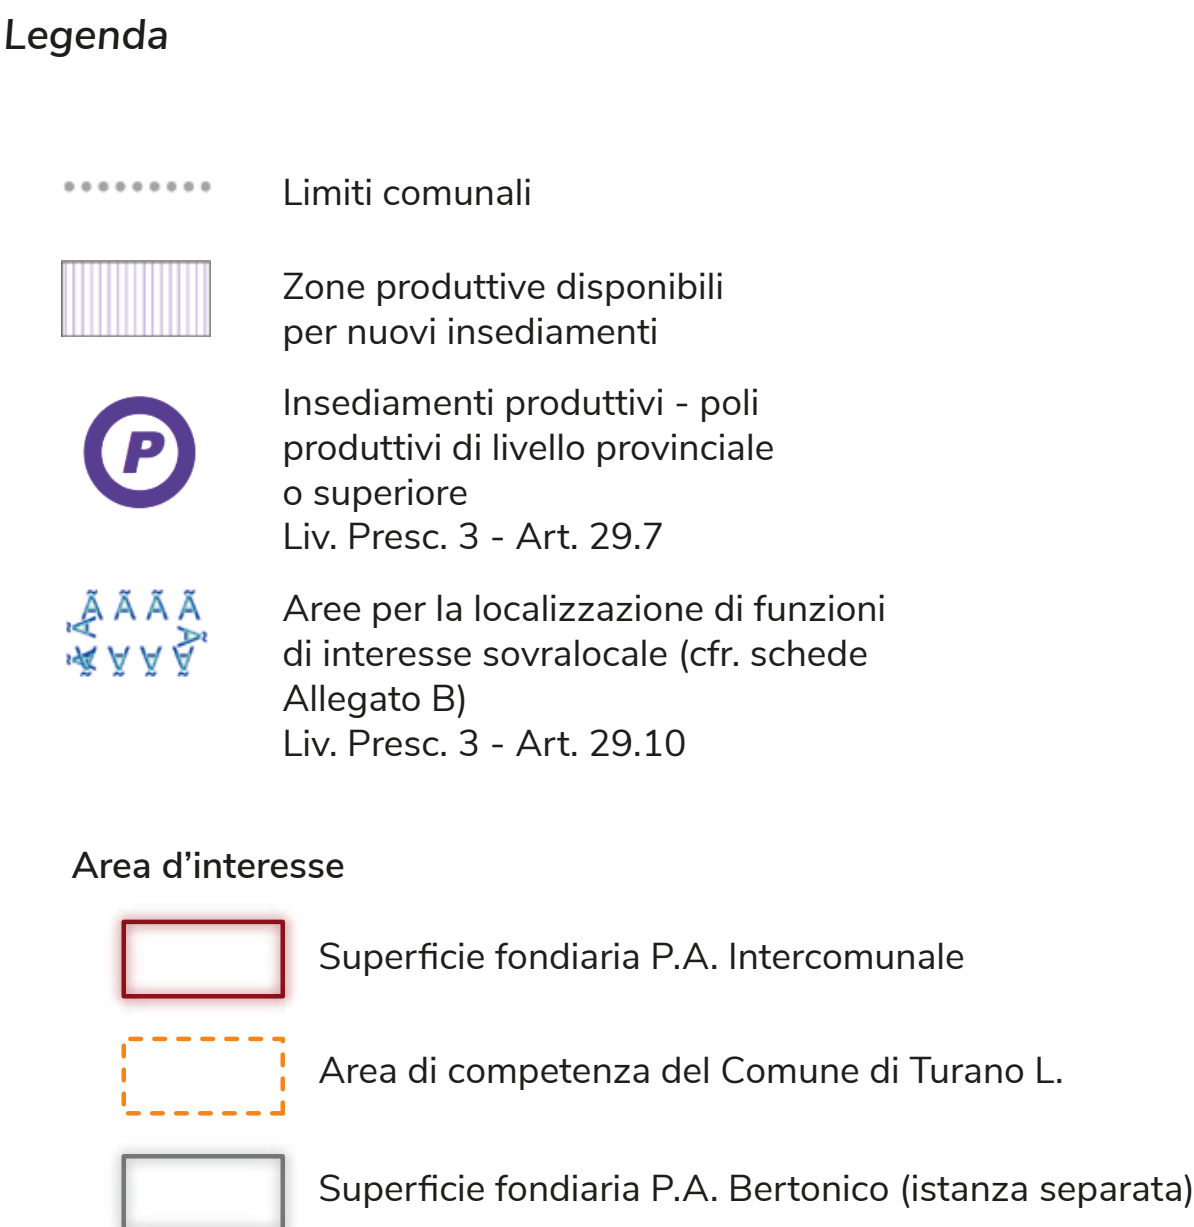 Legenda
Limiti comunali
Zone produttive disponibili
per nuovi insediamenti
P
Insediamenti produttivi - poli
produttivi di livello provinciale
o superiore
Liv. Presc. 3 - Art. 29.7
Ã Ã Ã Ã
Ã Ã
Ã Ã Ã Ã
Aree per la localizzazione di funzioni
di interesse sovralocale (cfr. schede
Allegato B)
Liv. Presc. 3 - Art. 29.10
Area d’interesse
Superficie fondiaria P.A. Intercomunale
Area di competenza del Comune di Turano L.
Superficie fondiaria P.A. Bertonico (istanza separata)